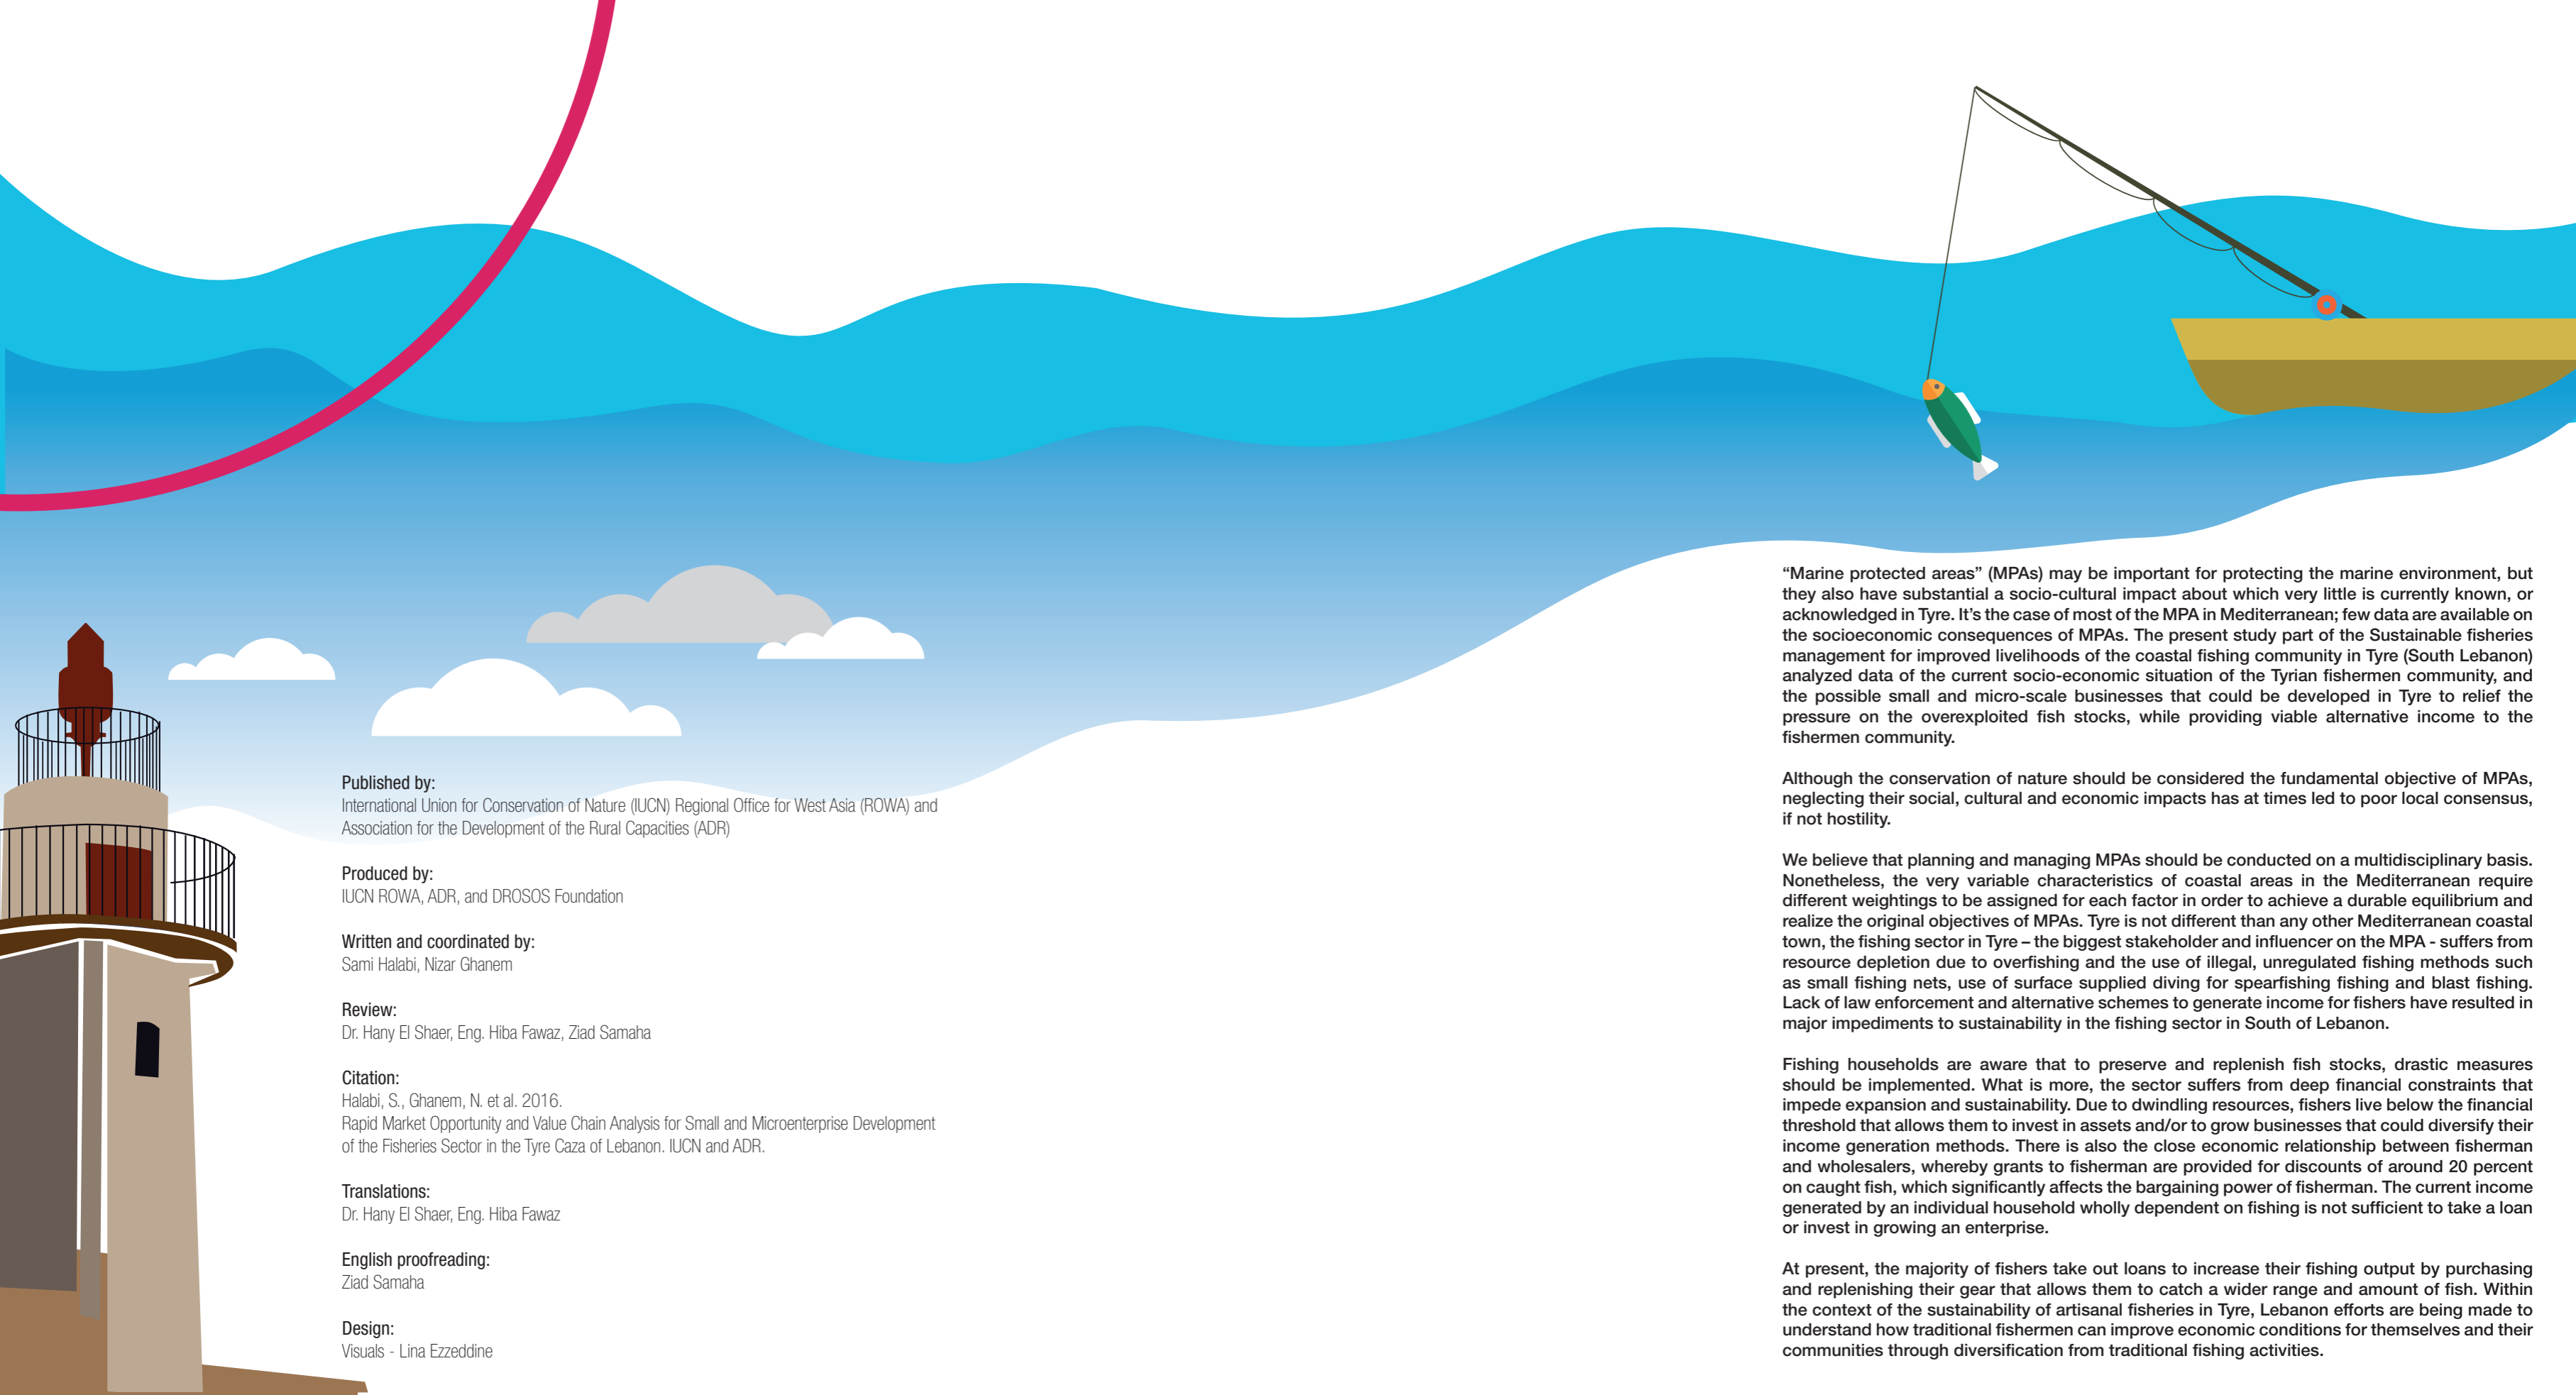 Published by:
International Union for Conservation of Nature (IUCN) Regional Office for West Asia (ROWA) and
Association for the Development of the Rural Capacities (ADR)
Produced by:
IUCN ROWA, ADR, and DROSOS Foundation
Written and coordinated by:
Sami Halabi, Nizar Ghanem
Review:
Dr. Hany El Shaer, Eng. Hiba Fawaz, Ziad Samaha
Citation:
Halabi, S., Ghanem, N. et al. 2016.
Rapid Market Opportunity and Value Chain Analysis for Small and Microenterprise Development
of the Fisheries Sector in the Tyre Caza of Lebanon. IUCN and ADR.
Translations:
Dr. Hany El Shaer, Eng. Hiba Fawaz
English proofreading:
Ziad Samaha
Design:
Visuals - Lina Ezzeddine
“Marine protected areas” (MPAs) may be important for protecting the marine environment, but
they also have substantial a socio-cultural impact about which very little is currently known, or
acknowledged in Tyre. It’s the case of most of the MPA in Mediterranean; few data are available on
the socioeconomic consequences of MPAs. The present study part of the Sustainable fisheries
management for improved livelihoods of the coastal fishing community in Tyre (South Lebanon)
analyzed data of the current socio-economic situation of the Tyrian fishermen community, and
the possible small and micro-scale businesses that could be developed in Tyre to relief the
pressure on the overexploited fish stocks, while providing viable alternative income to the
fishermen community.
Although the conservation of nature should be considered the fundamental objective of MPAs,
neglecting their social, cultural and economic impacts has at times led to poor local consensus,
if not hostility.
We believe that planning and managing MPAs should be conducted on a multidisciplinary basis.
Nonetheless, the very variable characteristics of coastal areas in the Mediterranean require
different weightings to be assigned for each factor in order to achieve a durable equilibrium and
realize the original objectives of MPAs. Tyre is not different than any other Mediterranean coastal
town, the fishing sector in Tyre – the biggest stakeholder and influencer on the MPA - suffers from
resource depletion due to overfishing and the use of illegal, unregulated fishing methods such
as small fishing nets, use of surface supplied diving for spearfishing fishing and blast fishing.
Lack of law enforcement and alternative schemes to generate income for fishers have resulted in
major impediments to sustainability in the fishing sector in South of Lebanon.
Fishing households are aware that to preserve and replenish fish stocks, drastic measures
should be implemented. What is more, the sector suffers from deep financial constraints that
impede expansion and sustainability. Due to dwindling resources, fishers live below the financial
threshold that allows them to invest in assets and/or to grow businesses that could diversify their
income generation methods. There is also the close economic relationship between fisherman
and wholesalers, whereby grants to fisherman are provided for discounts of around 20 percent
on caught fish, which significantly affects the bargaining power of fisherman. The current income
generated by an individual household wholly dependent on fishing is not sufficient to take a loan
or invest in growing an enterprise.
At present, the majority of fishers take out loans to increase their fishing output by purchasing
and replenishing their gear that allows them to catch a wider range and amount of fish. Within
the context of the sustainability of artisanal fisheries in Tyre, Lebanon efforts are being made to
understand how traditional fishermen can improve economic conditions for themselves and their
communities through diversification from traditional fishing activities.